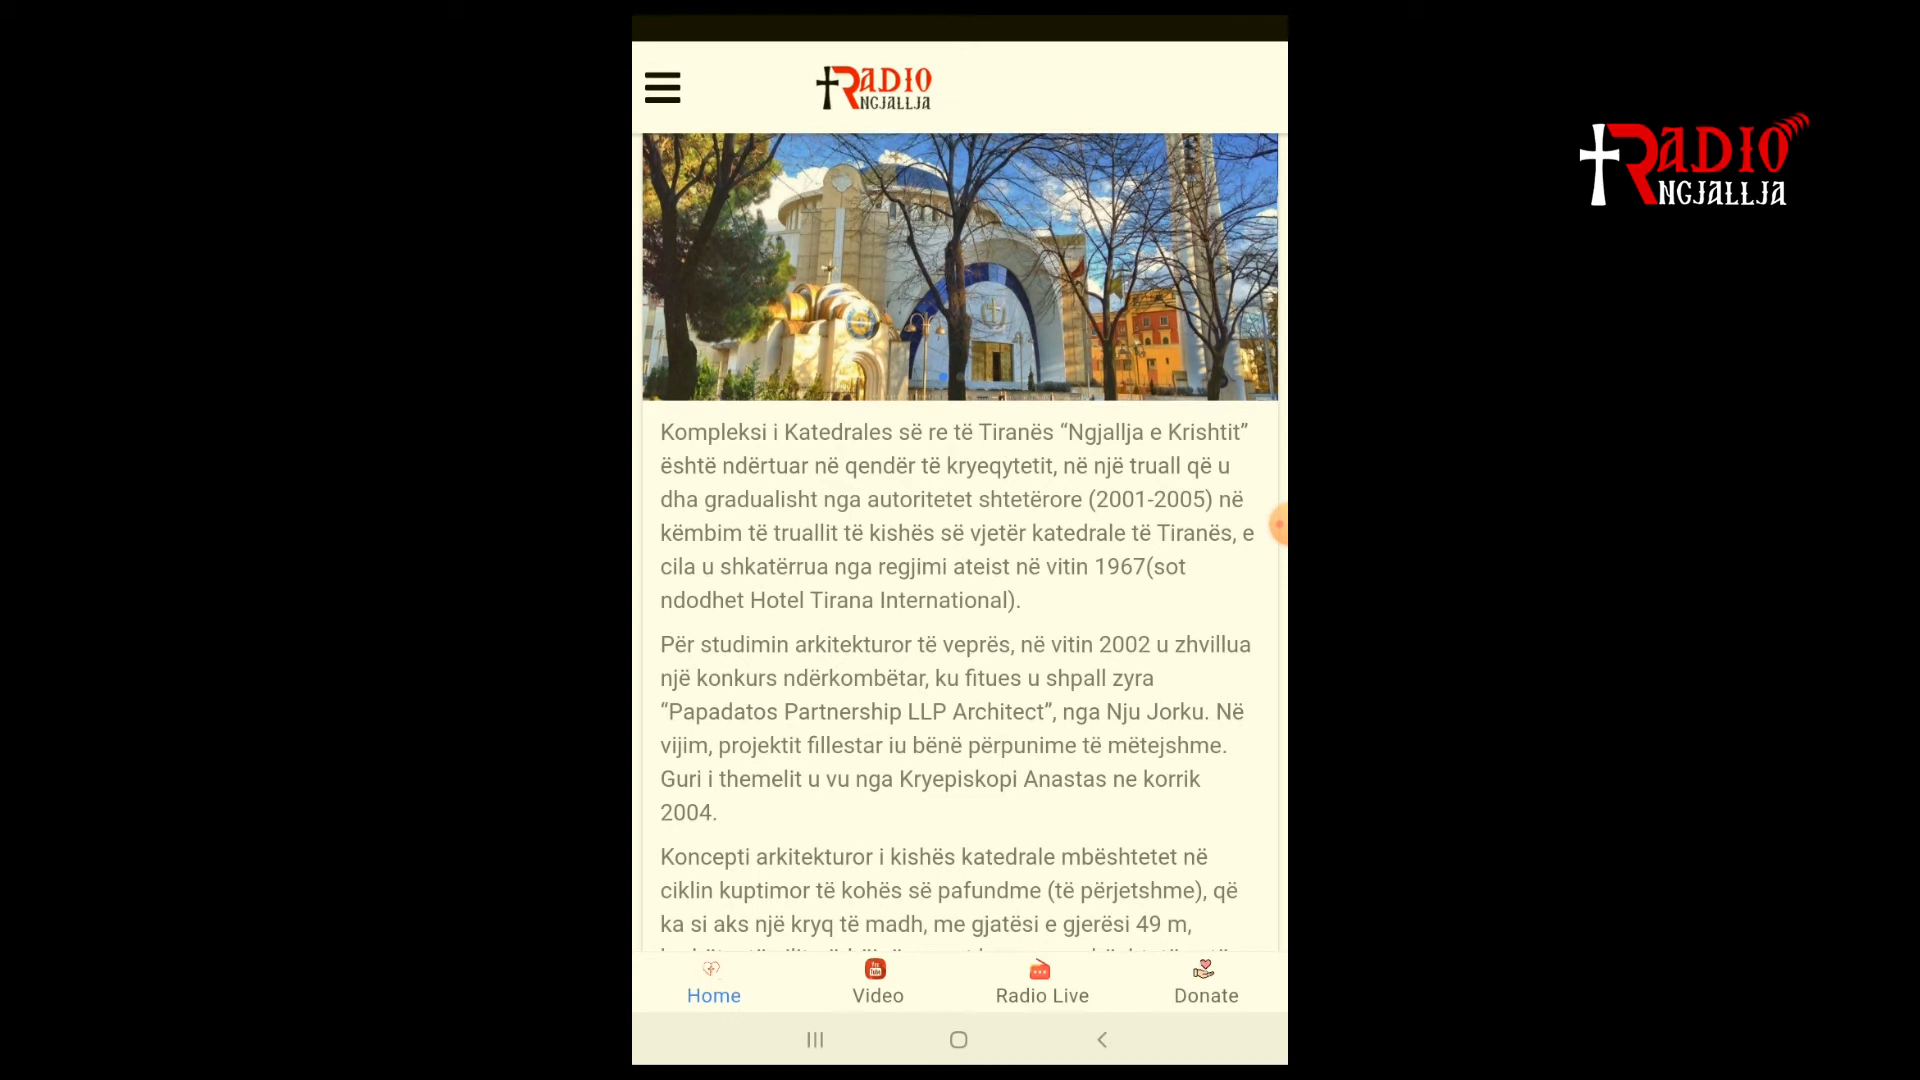 RADIO
NGJALLJA
RADIO
NGJALLJA
Kompleksi i Katedrales së re të Tiranës “Ngjallja e Krishtit”
është ndërtuar në qendër të kryeqytetit, në një truall që u
dha gradualisht nga autoritetet shtetërore (2001-2005) në
këmbim të truallit të kishës së vjetër katedrale të Tiranës, e
cila u shkatërrua nga regjimi ateist në vitin 1967(sot
ndodhet Hotel Tirana International).
Për studimin arkitekturor të veprës, në vitin 2002 u zhvillua
një konkurs ndërkombëtar, ku fitues u shpall zyra
“Papadatos Partnership LLP Architect”, nga Nju Jorku. Në
vijim, projektit fillestar iu bënë përpunime të mëtejshme.
Guri i themelit u vu nga Kryepiskopi Anastas ne korrik
2004.
Koncepti arkitekturor i kishës katedrale mbështetet në
ciklin kuptimor të kohës së pafundme (të përjetshme), që
ka si aks një kryq të madh, me gjatësi e gjerësi 49 m,
Home
Video
Radio Live
Donate